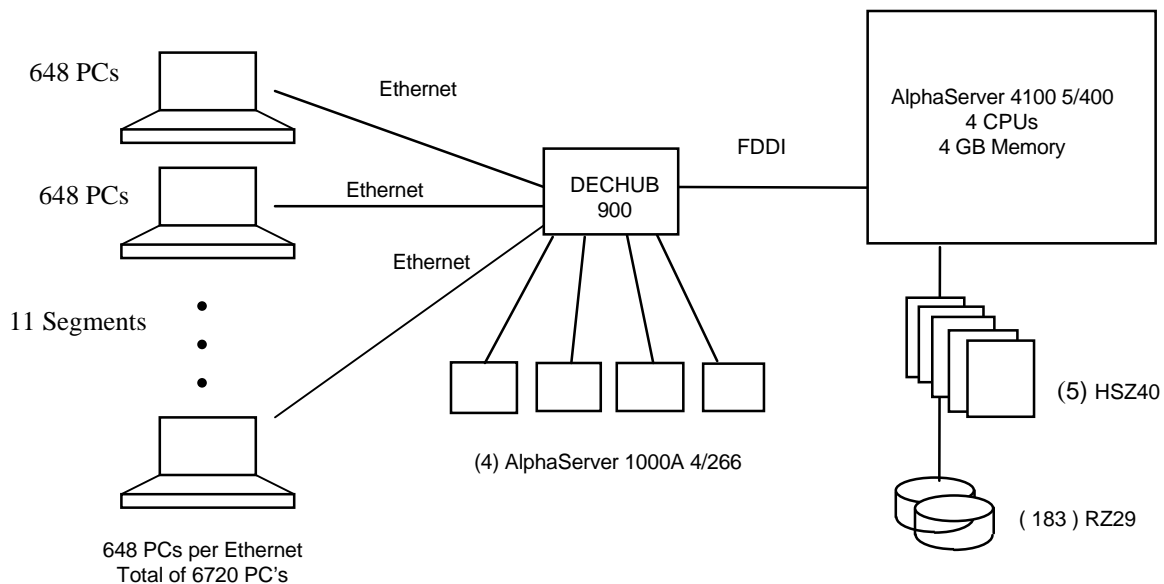 648 PCs
Ethernet
648 PCs
Ethernet
Ethernet
11 Segments
648 PCs per Ethernet
Total of 6720 PC's
DECHUB
900
FDDI
AlphaServer 4100 5/400
4 CPUs
4 GB Memory
(4) AlphaServer 1000A 4/266
(5) HSZ40
( 183 ) RZ29